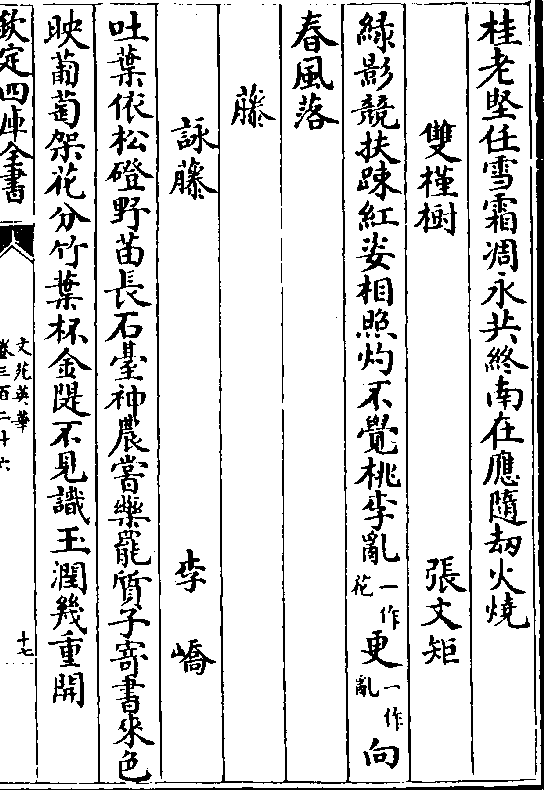 桂老堅任雪霜凋永共終南在應隨刼火燒
雙槿樹　張文矩
緑影競扶踈紅姿相照灼不覺桃李亂一作花更一作亂向
春風落
藤
詠藤　李嶠
吐葉依松磴野苗長石臺神農嘗藥罷質子寄書來色
映葡萄架花分竹葉杯金隄不見識玉潤幾重開
欽定四庫全書
文苑英華
卷三百二十六
十七